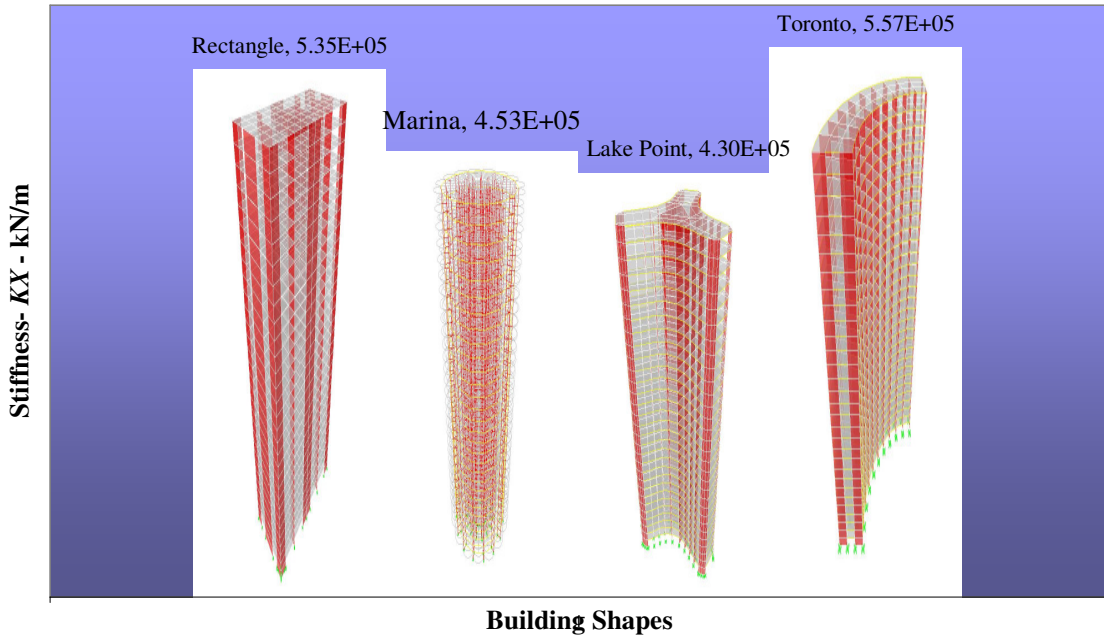 Toronto, 5.57E+05
Rectangle, 5.35E+05
Marina, 4.53E+05
Lake Point, 4.30E+05
Stiffness- KX - kN/m
Building Shapes